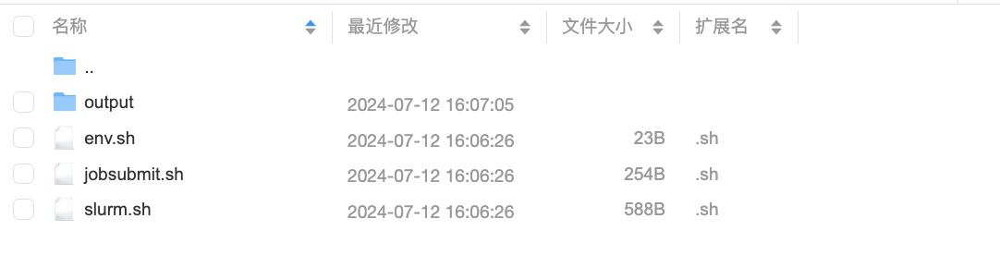 名称 最近修改 文件大小 扩展名
..
output 2024-07-12 16:07:05
env.sh 2024-07-12 16:06:26 23B .sh
jobsubmit.sh 2024-07-12 16:06:26 254B .sh
slurm.sh 2024-07-12 16:06:26 588B .sh